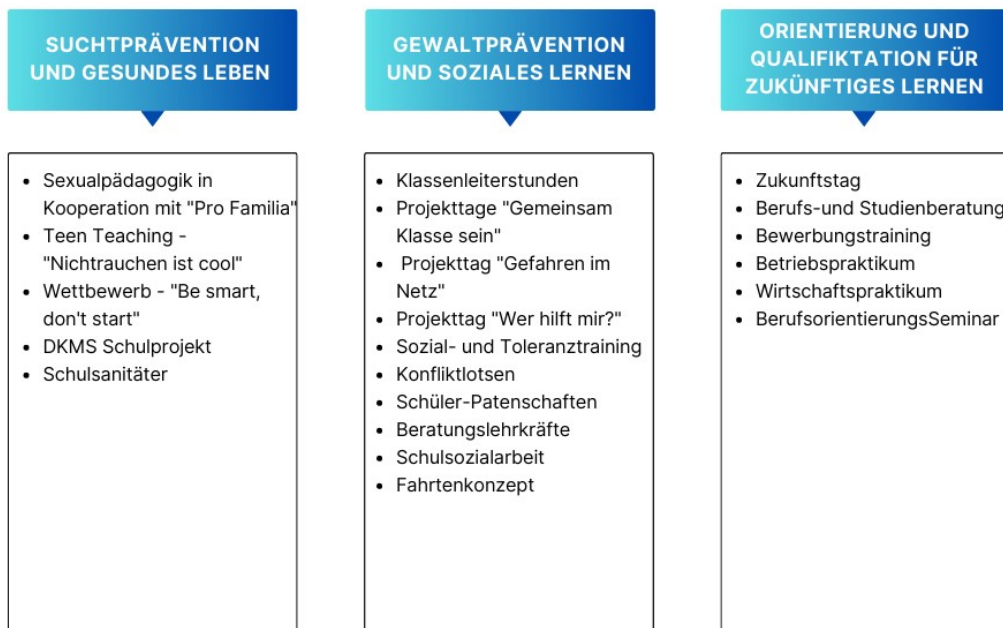 SUCHTPRÄVENTION
UND GESUNDES LEBEN
• Sexualpädagogik in
Kooperation mit "Pro Familia"
• Teen Teaching -
"Nichtrauchen ist cool"
• Wettbewerb - "Be smart,
don't start"
• DKMS Schulprojekt
• Schulsanitäter
GEWALTPRÄVENTION
UND SOZIALES LERNEN
• Klassenleiterstunden
• Projekttage "Gemeinsam
Klasse sein"
• Projekttag "Gefahren im
Netz"
• Projekttag "Wer hilft mir?"
• Sozial- und Toleranztraining
• Konfliktlotsen
• Schüler-Patenschaften
• Beratungslehrkräfte
• Schulsozialarbeit
• Fahrtenkonzept
ORIENTIERUNG UND
QUALIFIKTATION FÜR
ZUKÜNFTIGES LERNEN
• Zukunftstag
• Berufs-und Studienberatung
• Bewerbungstraining
• Betriebspraktikum
• Wirtschaftspraktikum
• BerufsorientierungsSeminar